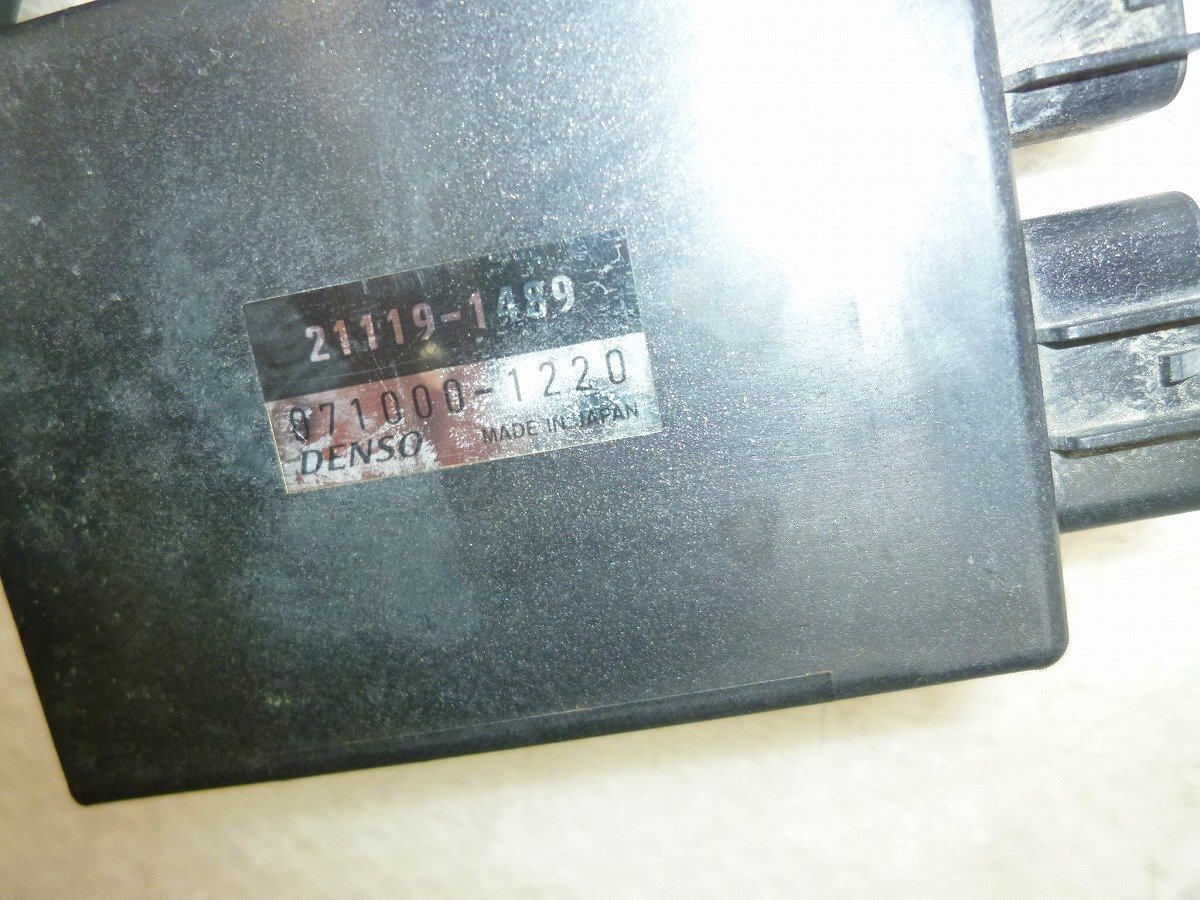 21119-1489
071000-1220
DENSO MADE IN JAPAN